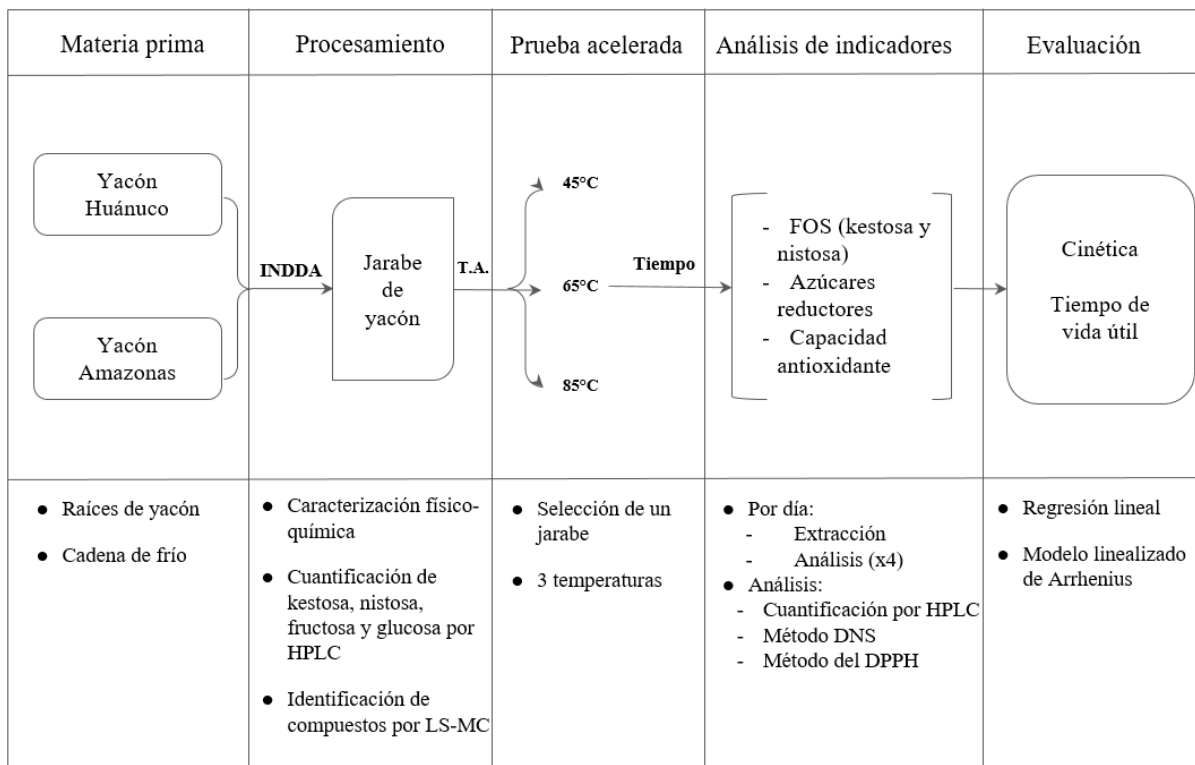 Materia prima
Procesamiento
Prueba acelerada
Análisis de indicadores
Evaluación
Yacón
Huánuco
Yacón
Amazonas
INDDA
Jarabe
de
yacón
T.A.
45°C
65°C
85°C
Tiempo
- FOS (kestosa y
nistosa)
- Azúcares
reductores
- Capacidad
antioxidante
Cinética
Tiempo de
vida útil
● Raíces de yacón
● Cadena de frío
● Caracterización físico-
química
● Cuantificación de
kestosa, nistosa,
fructosa y glucosa por
HPLC
● Identificación de
compuestos por LS-MC
● Selección de un
jarabe
● 3 temperaturas
● Por día:
- Extracción
- Análisis (x4)
● Análisis:
- Cuantificación por HPLC
- Método DNS
- Método del DPPH
● Regresión lineal
● Modelo linealizado
de Arrhenius